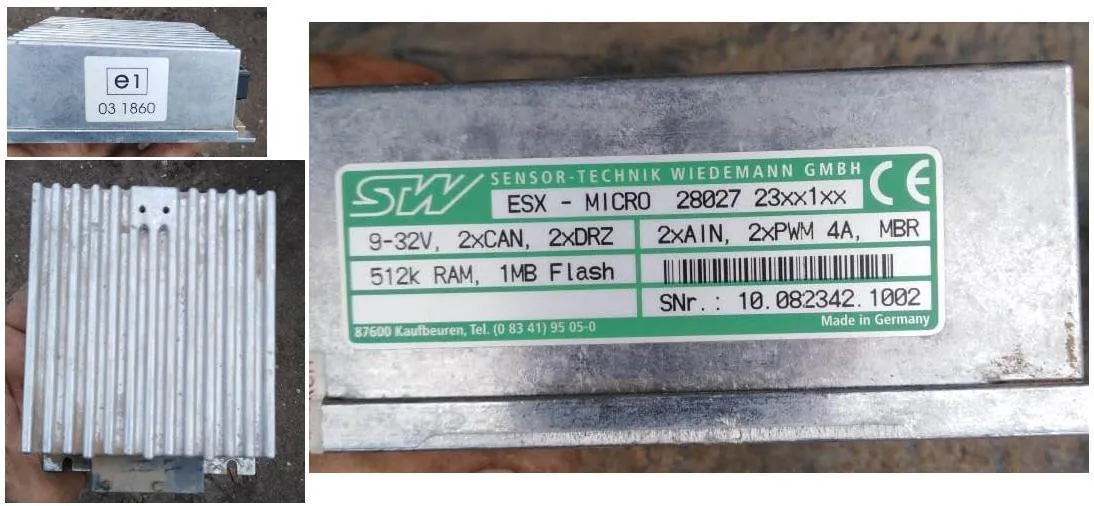 e1
03 1860
STW
SENSOR-TECHNIK WIEDEMANN GMBH
CE
ESX - MICRO 28027 23xx1xx
9-32V, 2xCAN, 2xDRZ
2xAIN, 2xPWM 4A, MBR
512k RAM, 1MB Flash
SNr.: 10.082342.1002
87600 Kaufbeuren, Tel. (0 83 41) 95 05-0
Made in Germany